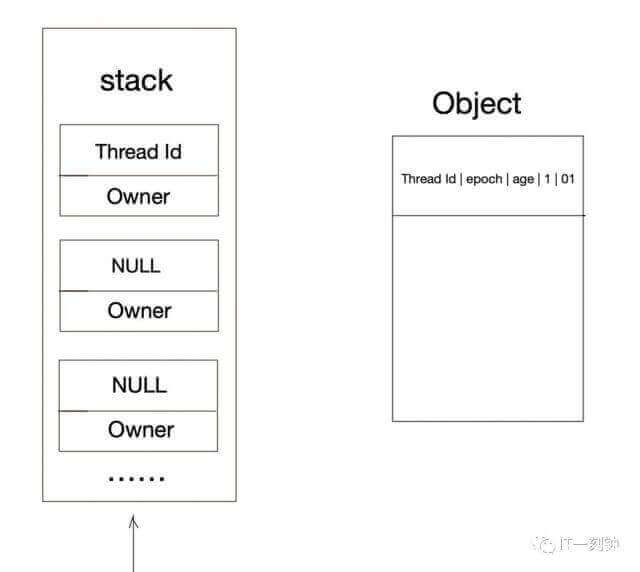 stack
Thread Id
Owner
NULL
Owner
NULL
Owner
......
Object
Thread Id | epoch | age | 1 | 01
IT一刻钟